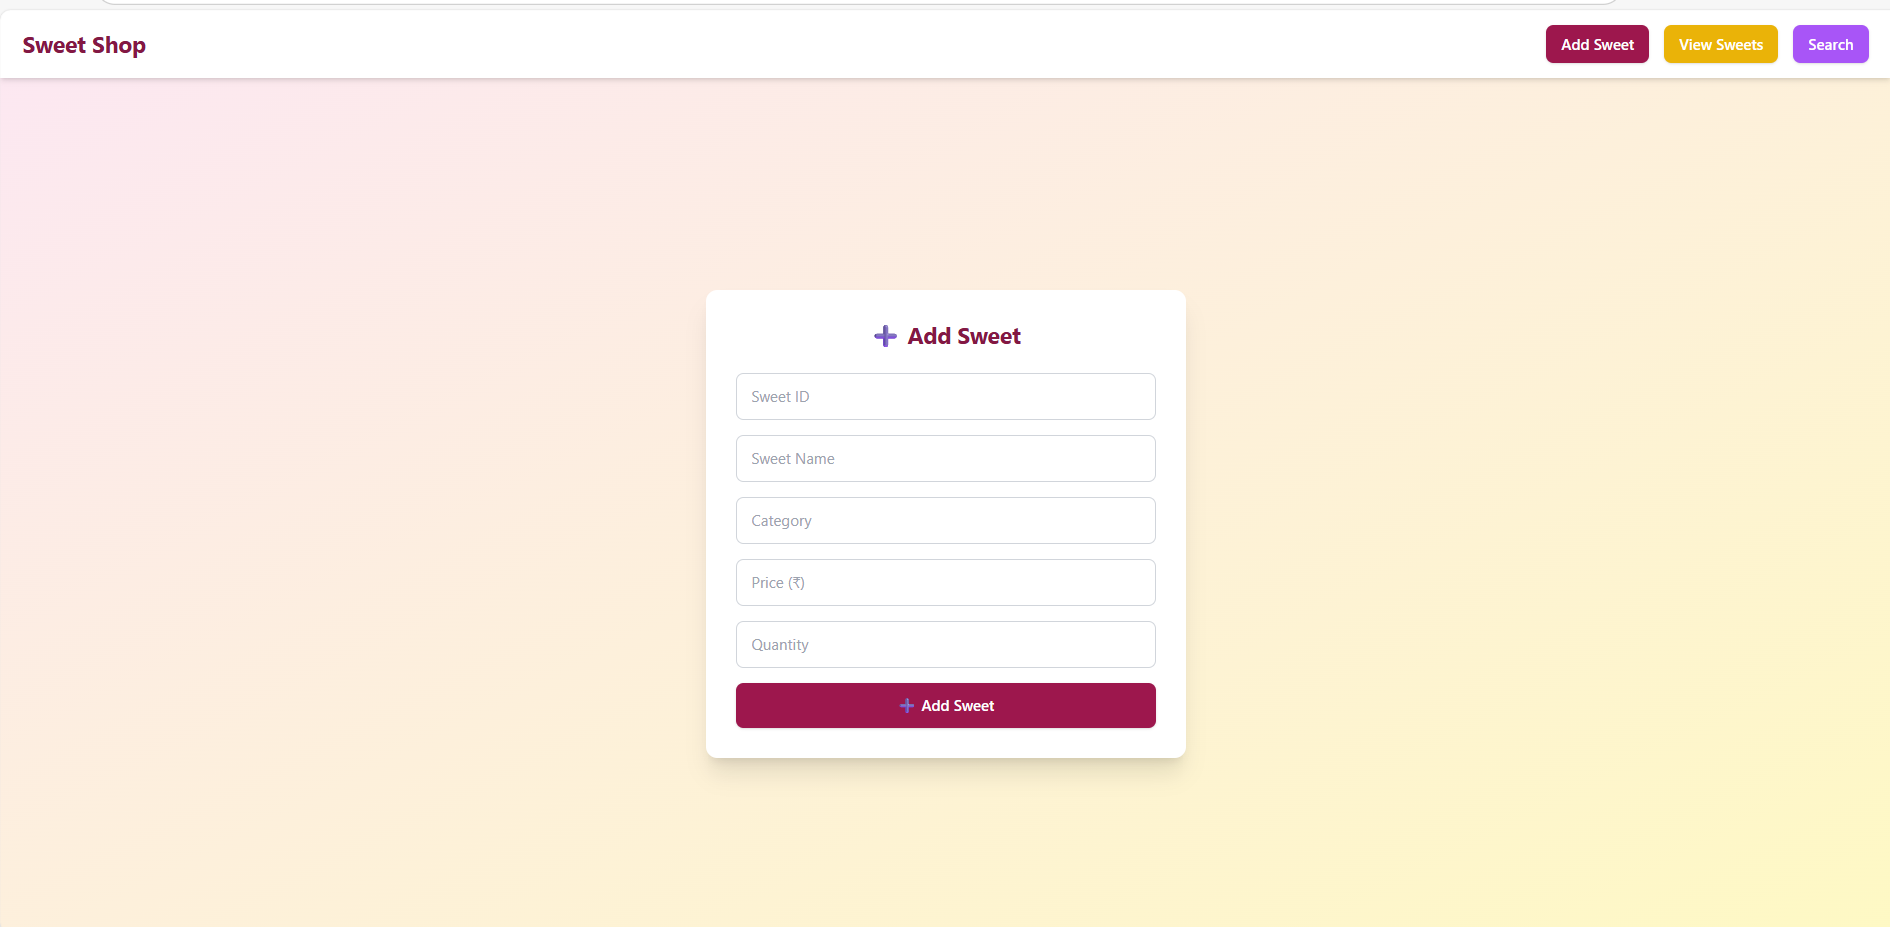 Sweet Shop
Add Sweet
View Sweets
Search
➕ Add Sweet
Sweet ID
Sweet Name
Category
Price (₹)
Quantity
➕ Add Sweet